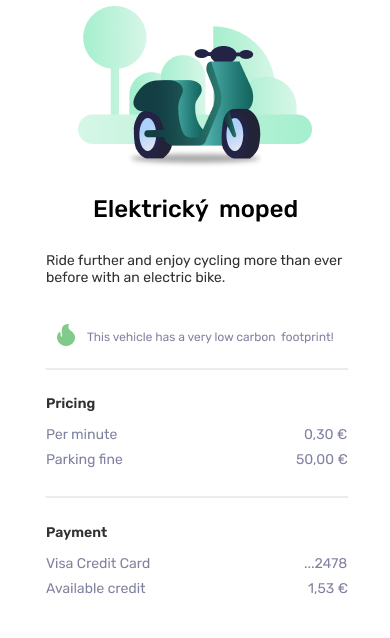 Elektrický moped
Ride further and enjoy cycling more than ever
before with an electric bike.
This vehicle has a very low carbon footprint!
Pricing
Per minute 0,30 €
Parking fine 50,00 €
Payment
Visa Credit Card ...2478
Available credit 1,53 €